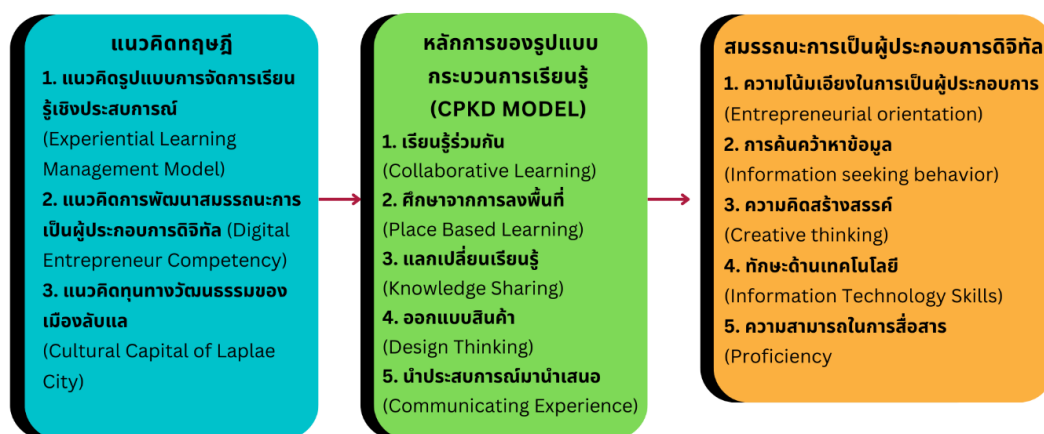 แนวคิดทฤษฎี
1. แนวคิดรูปแบบการจัดการเรียน
รู้เชิงประสบการณ์
(Experiential Learning
Management Model)
2. แนวคิดการพัฒนาสมรรถนะการ
เป็นผู้ประกอบการดิจิทัล (Digital
Entrepreneur Competency)
3. แนวคิดทุนทางวัฒนธรรมของ
เมืองลับแล
(Cultural Capital of Laplae
City)
หลักการของรูปแบบ
กระบวนการเรียนรู้
(CPKD MODEL)
1. เรียนรู้ร่วมกัน
(Collaborative Learning)
2. ศึกษาจากการลงพื้นที่
(Place Based Learning)
3. แลกเปลี่ยนเรียนรู้
(Knowledge Sharing)
4. ออกแบบสินค้า
(Design Thinking)
5. นำประสบการณ์มานำเสนอ
(Communicating Experience)
สมรรถนะการเป็นผู้ประกอบการดิจิทัล
1. ความโน้มเอียงในการเป็นผู้ประกอบการ
(Entrepreneurial orientation)
2. การค้นคว้าหาข้อมูล
(Information seeking behavior)
3. ความคิดสร้างสรรค์
(Creative thinking)
4. ทักษะด้านเทคโนโลยี
(Information Technology Skills)
5. ความสามารถในการสื่อสาร
(Proficiency